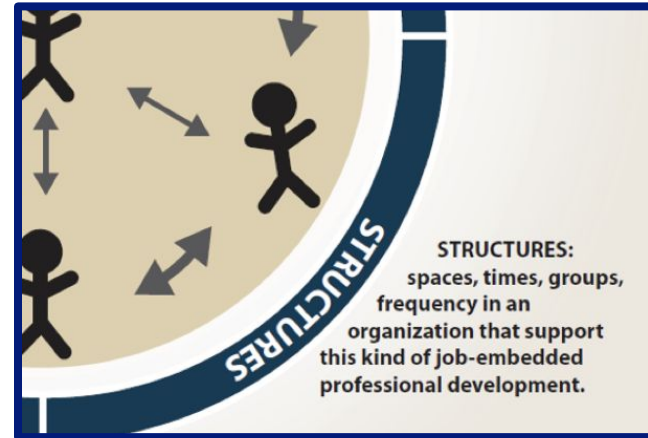 STRUCTURES
STRUCTURES:
spaces, times, groups,
frequency in an
organization that support
this kind of job-embedded
professional development.